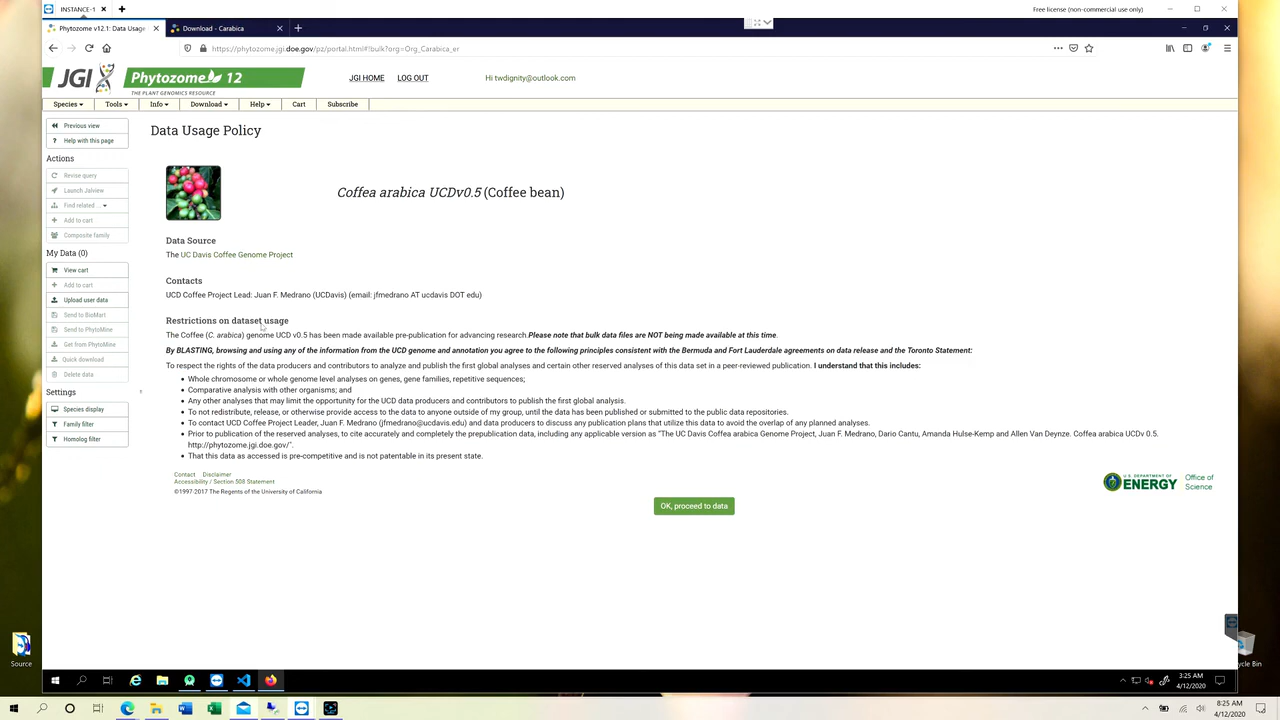 INSTANCE-1
Free license (non-commercial use only)
Phytozome v12.1: Data Usage
Download - Carabica
https://phytozome.jgi.doe.gov/pz/portal.html#!bulk?org=Org_Carabica_er
JGI
Phytozome 12
THE PLANT GENOMICS RESOURCE
JGI HOME
LOG OUT
Hi twdignity@outlook.com
Species
Tools
Info
Download
Help
Cart
Subscribe
Previous view
Help with this page
Actions
Revise query
Launch Jalview
Find related ...
Add to cart
Composite family
My Data (0)
View cart
Add to cart
Upload user data
Send to BioMart
Send to PhytoMine
Get from PhytoMine
Quick download
Delete data
Settings
Species display
Family filter
Homolog filter
Data Usage Policy
Coffea arabica UCDv0.5 (Coffee bean)
Data Source
The UC Davis Coffee Genome Project
Contacts
UCD Coffee Project Lead: Juan F. Medrano (UCDavis) (email: jfmedrano AT ucdavis DOT edu)
Restrictions on dataset usage
The Coffee (C. arabica) genome UCD v0.5 has been made available pre-publication for advancing research.Please note that bulk data files are NOT being made available at this time.
By BLASTING, browsing and using any of the information from the UCD genome and annotation you agree to the following principles consistent with the Bermuda and Fort Lauderdale agreements on data release and the Toronto Statement:
To respect the rights of the data producers and contributors to analyze and publish the first global analyses and certain other reserved analyses of this data set in a peer-reviewed publication. I understand that this includes:
Whole chromosome or whole genome level analyses on genes, gene families, repetitive sequences;
Comparative analysis with other organisms; and
Any other analyses that may limit the opportunity for the UCD data producers and contributors to publish the first global analysis.
To not redistribute, release, or otherwise provide access to the data to anyone outside of my group, until the data has been published or submitted to the public data repositories.
To contact UCD Coffee Project Leader, Juan F. Medrano (jfmedrano@ucdavis.edu) and data producers to discuss any publication plans that utilize this data to avoid the overlap of any planned analyses.
Prior to publication of the reserved analyses, to cite accurately and completely the prepublication data, including any applicable version as "The UC Davis Coffea arabica Genome Project, Juan F. Medrano, Dario Cantu, Amanda Hulse-Kemp and Allen Van Deynze. Coffea arabica UCDv 0.5.
http://phytozome.jgi.doe.gov/".
That this data as accessed is pre-competitive and is not patentable in its present state.
Contact
Disclaimer
Accessibility / Section 508 Statement
©1997-2017 The Regents of the University of California
U.S. DEPARTMENT OF
ENERGY
Office of
Science
OK, proceed to data
Source
cycle Bin
3:25 AM
4/12/2020
8:25 AM
4/12/2020